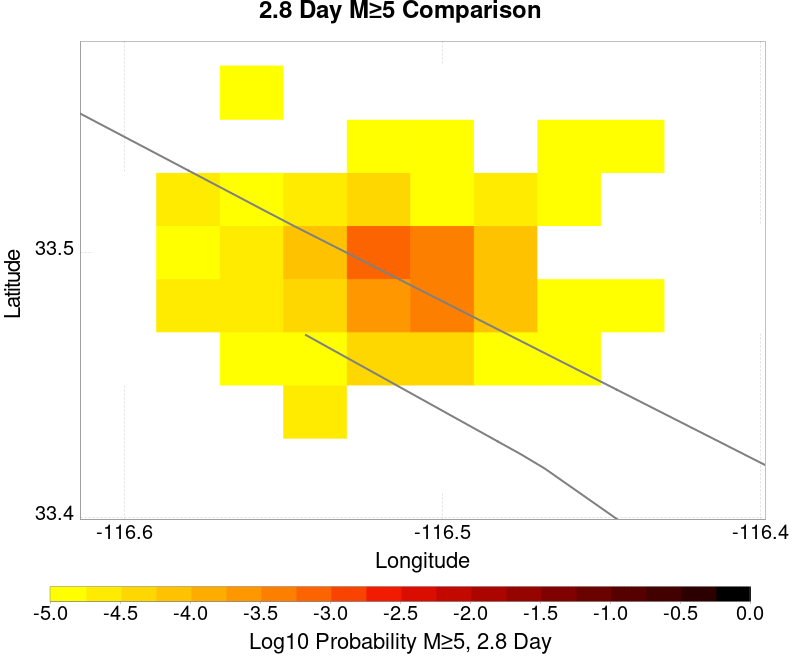 2.8 Day M≥5 Comparison
Latitude
33.5
33.4
-116.6 -116.5 -116.4
Longitude
-5.0 -4.5 -4.0 -3.5 -3.0 -2.5 -2.0 -1.5 -1.0 -0.5 0.0
Log10 Probability M≥5, 2.8 Day